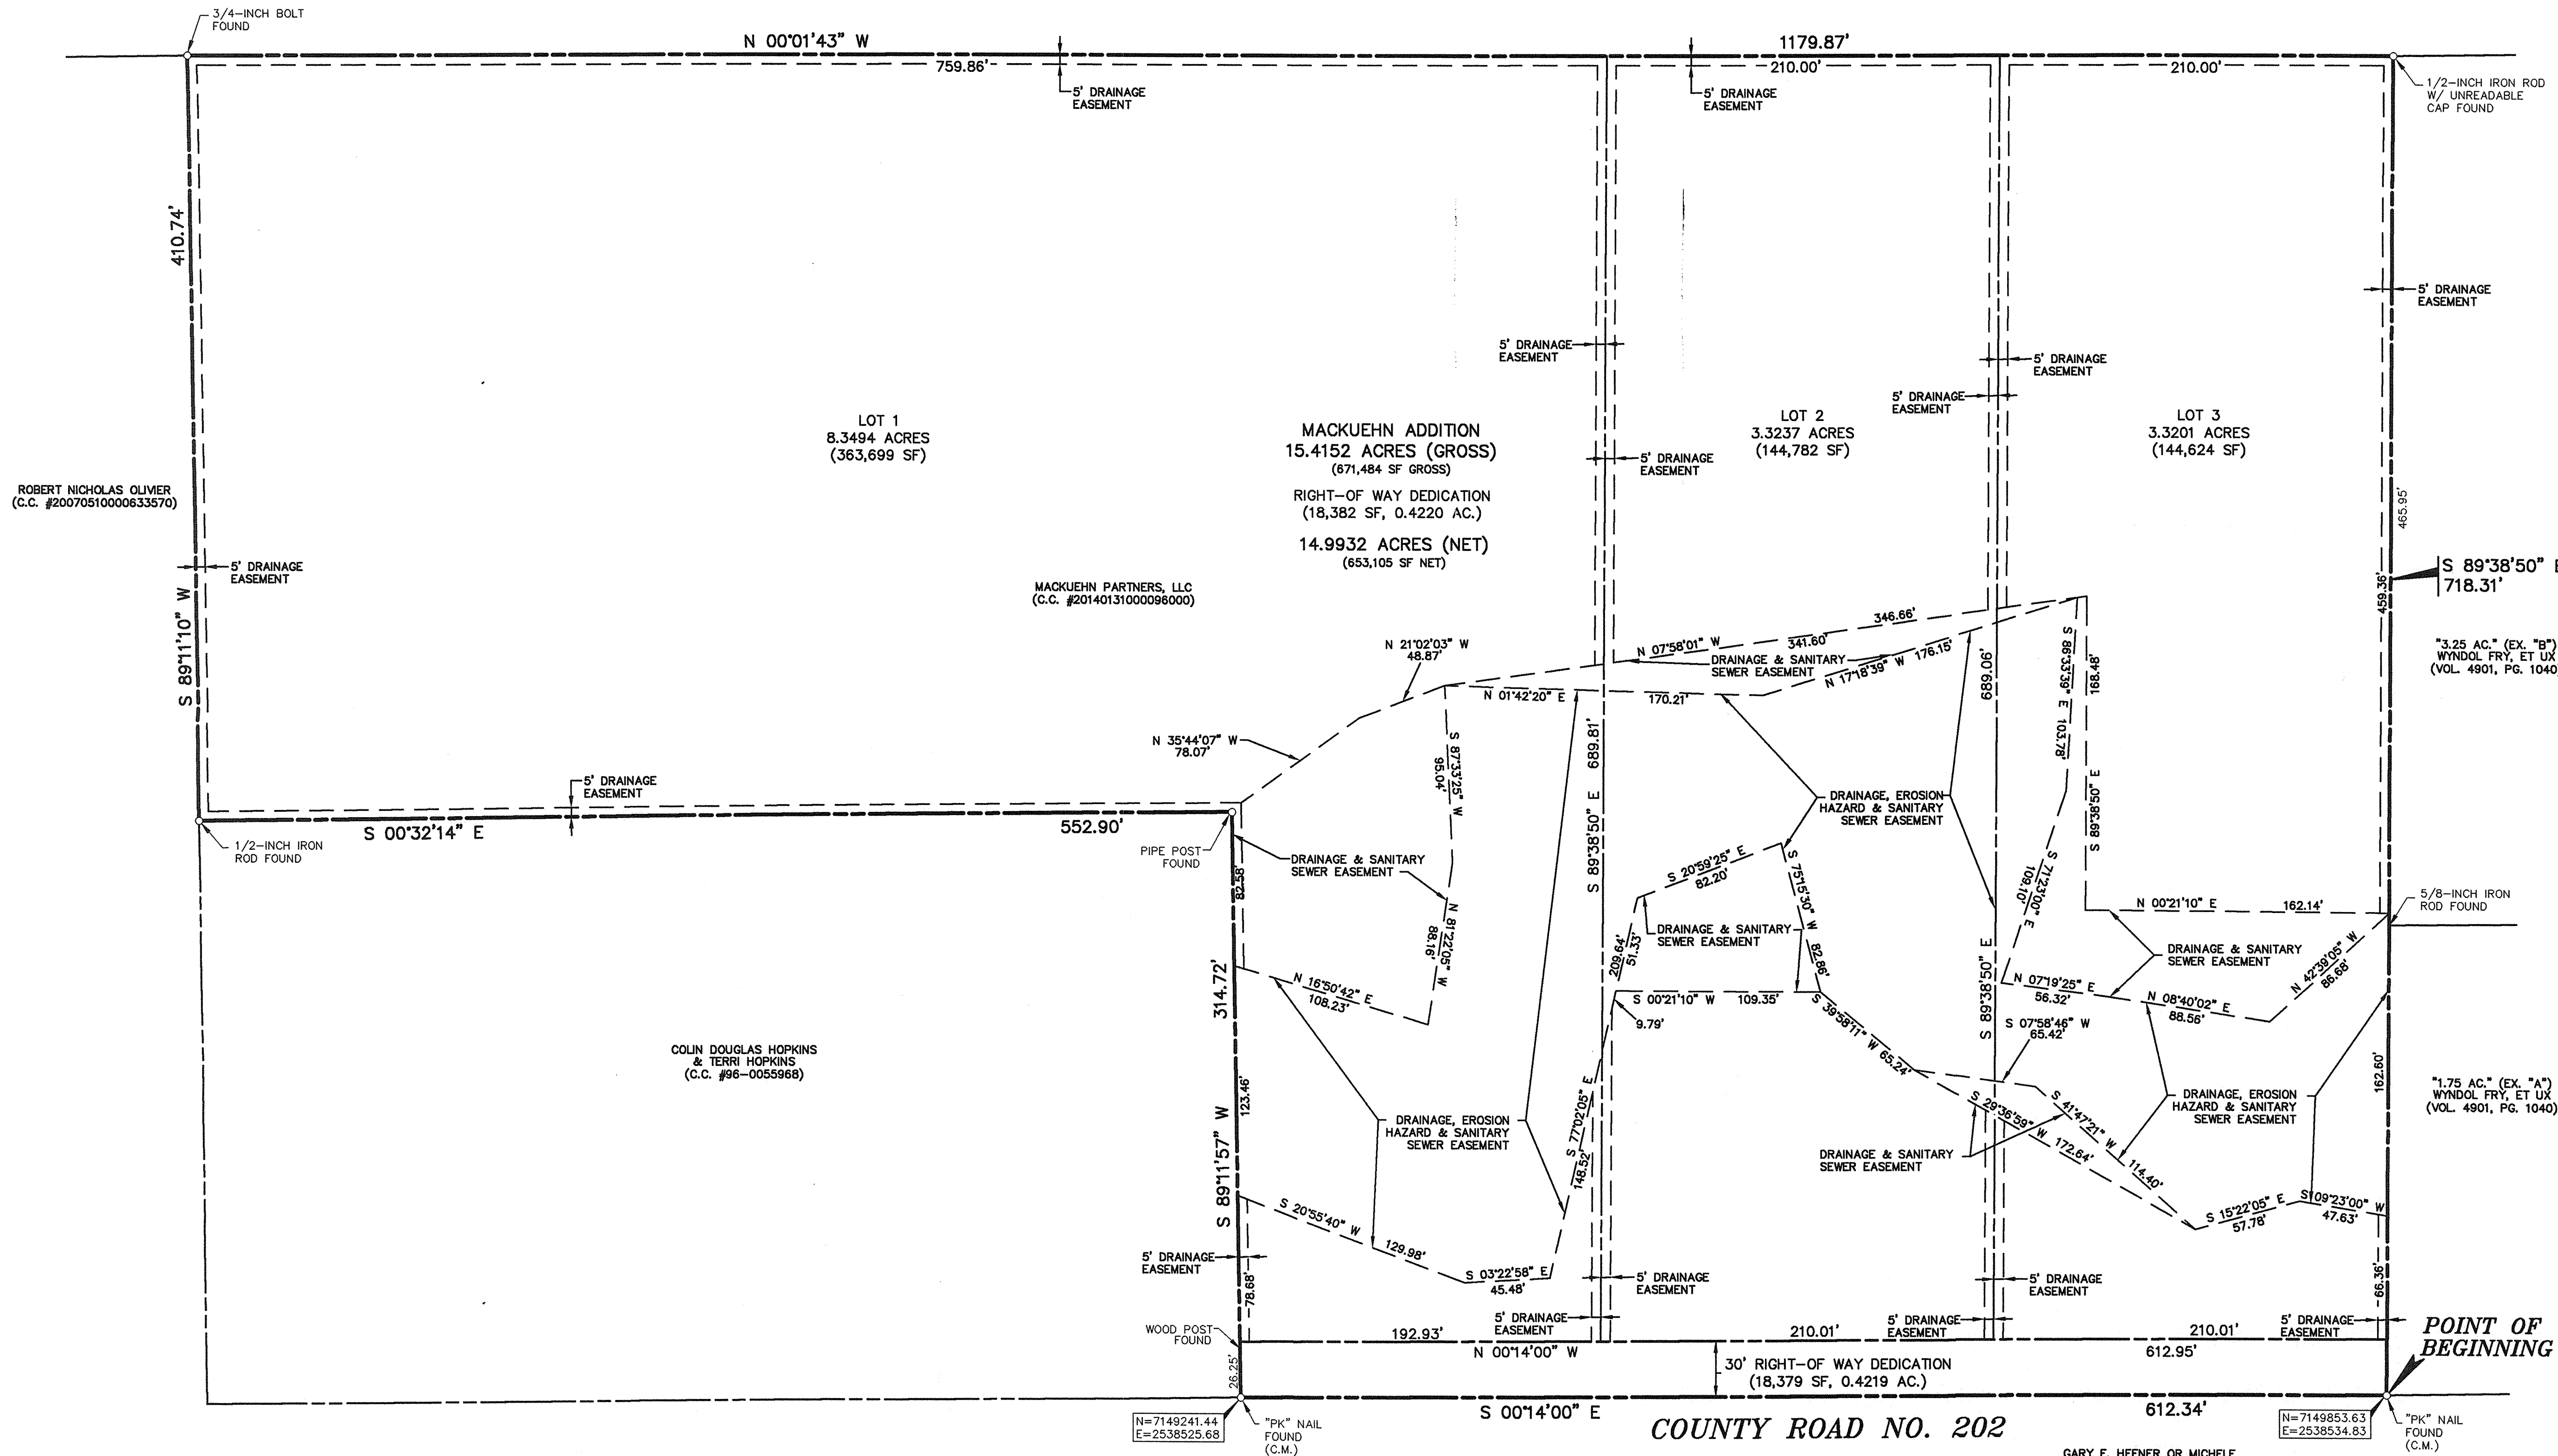 3/4-INCH BOLT
FOUND
N 00°01'43" W
1179.87'
759.86'
210.00'
210.00'
5' DRAINAGE
EASEMENT
5' DRAINAGE
EASEMENT
1/2-INCH IRON ROD
W/ UNREADABLE
CAP FOUND
410.74'
S 89°11'10" W
5' DRAINAGE
EASEMENT
5' DRAINAGE
EASEMENT
5' DRAINAGE
EASEMENT
5' DRAINAGE
EASEMENT
LOT 1
8.3494 ACRES
(363,699 SF)
MACKUEHN ADDITION
15.4152 ACRES (GROSS)
(671,484 SF GROSS)
RIGHT-OF WAY DEDICATION
(18,382 SF, 0.4220 AC.)
14.9932 ACRES (NET)
(653,105 SF NET)
5' DRAINAGE
EASEMENT
LOT 2
3.3237 ACRES
(144,782 SF)
LOT 3
3.3201 ACRES
(144,624 SF)
465.95'
459.36'
S 89°38'50" E
718.31'
ROBERT NICHOLAS OLIVIER
(C.C. #20070510000633570)
5' DRAINAGE
EASEMENT
MACKUEHN PARTNERS, LLC
(C.C. #20140131000096000)
"3.25 AC." (EX. "B")
WYNDOL FRY, ET UX
(VOL. 4901, PG. 1040)
N 21°02'03" W
48.87'
N 07°58'01" W
341.60'
346.66'
DRAINAGE & SANITARY
SEWER EASEMENT
N 17°18'39" W 176.15'
N 01°42'20" E
170.21'
689.06'
S 86°33'39" E 103.78'
168.48'
S 89°38'50" E
N 35°44'07" W
78.07'
S 87°33'25" W
95.04'
S 89°38'50" E 689.81'
5' DRAINAGE
EASEMENT
DRAINAGE, EROSION
HAZARD & SANITARY
SEWER EASEMENT
S 00°32'14" E
552.90'
1/2-INCH IRON
ROD FOUND
PIPE POST
FOUND
DRAINAGE & SANITARY
SEWER EASEMENT
82.58'
S 20°59'25" E
82.20'
S 75°15'30" W 82.86'
S 71°23'00" E
109.10'
N 00°21'10" E
162.14'
5/8-INCH IRON
ROD FOUND
N 81°22'05" W
88.16'
DRAINAGE & SANITARY
SEWER EASEMENT
209.64'
51.33'
S 89°38'50" E
DRAINAGE & SANITARY
SEWER EASEMENT
N 42°39'05" W
86.68'
314.72'
N 16°50'42" E
108.23'
S 00°21'10" W
109.35'
9.79'
N 07°19'25" E
56.32'
N 08°40'02" E
88.56'
S 07°58'46" W
65.42'
S 39°58'11" W 65.24'
COLIN DOUGLAS HOPKINS
& TERRI HOPKINS
(C.C. #96-0055968)
123.46'
S 89°11'57" W
DRAINAGE, EROSION
HAZARD & SANITARY
SEWER EASEMENT
S 77°02'05" E
148.52'
S 29°36'59" W 172.64'
S 41°47'21" W
114.40'
DRAINAGE, EROSION
HAZARD & SANITARY
SEWER EASEMENT
162.60'
"1.75 AC." (EX. "A")
WYNDOL FRY, ET UX
(VOL. 4901, PG. 1040)
DRAINAGE & SANITARY
SEWER EASEMENT
S 20°55'40" W
129.98'
S 15°22'05" E
57.78'
S 09°23'00" W
47.63'
5' DRAINAGE
EASEMENT
78.68'
S 03°22'58" E
45.48'
5' DRAINAGE
EASEMENT
5' DRAINAGE
EASEMENT
66.36'
WOOD POST
FOUND
5' DRAINAGE
EASEMENT
5' DRAINAGE
EASEMENT
5' DRAINAGE
EASEMENT
POINT OF
BEGINNING
192.93'
210.01'
210.01'
N 00°14'00" W
612.95'
26.25'
30' RIGHT-OF WAY DEDICATION
(18,379 SF, 0.4219 AC.)
S 00°14'00" E
612.34'
COUNTY ROAD NO. 202
N=7149241.44
E=2538525.68
"PK" NAIL
FOUND
(C.M.)
N=7149853.63
E=2538534.83
"PK" NAIL
FOUND
(C.M.)
GARY E. HEFNER OR MICHELE